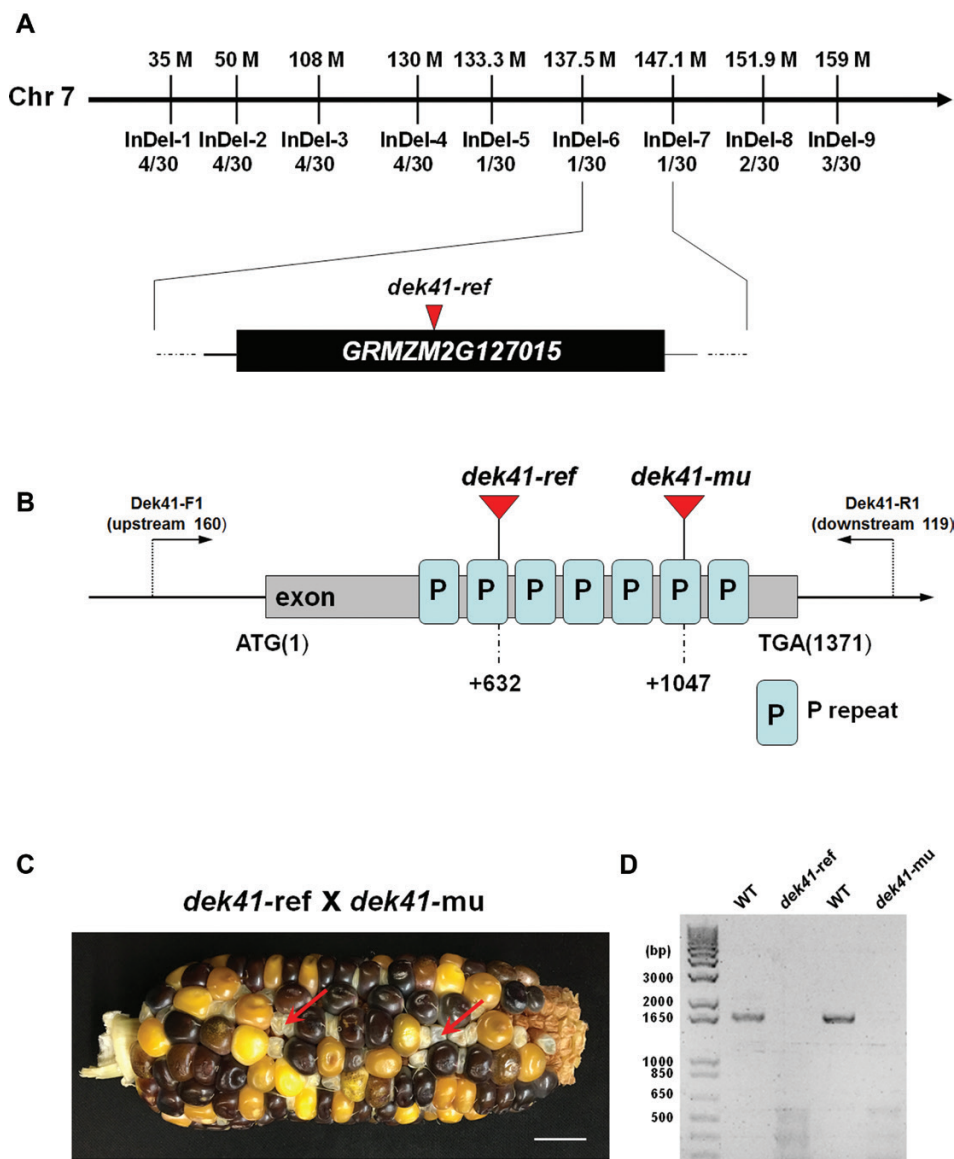 A
35 M 50 M 108 M 130 M 133.3 M 137.5 M 147.1 M 151.9 M 159 M
Chr 7
InDel-1 InDel-2 InDel-3 InDel-4 InDel-5 InDel-6 InDel-7 InDel-8 InDel-9
4/30 4/30 4/30 4/30 1/30 1/30 1/30 2/30 3/30
dek41-ref
GRMZM2G127015
B
dek41-ref dek41-mu
Dek41-F1 Dek41-R1
(upstream 160) (downstream 119)
exon P P P P P P P
ATG(1) TGA(1371)
+632 +1047
P P repeat
C
dek41-ref X dek41-mu
D
WT dek41-ref WT dek41-mu
(bp)
3000
2000
1650
1000
850
650
500